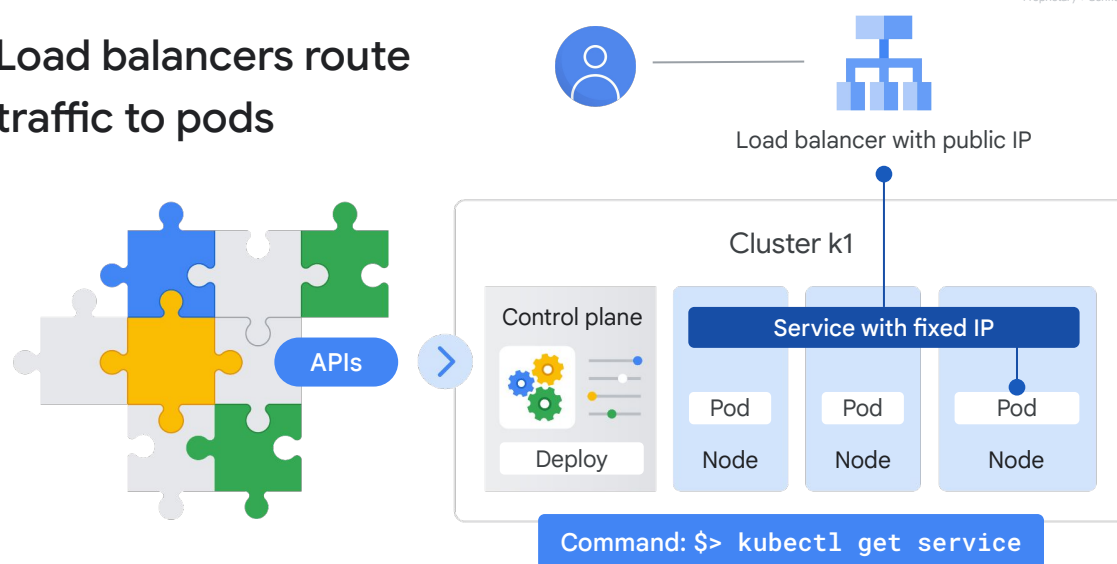 Load balancers route
traffic to pods
Load balancer with public IP
Cluster k1
Control plane
Service with fixed IP
APIs
Pod
Pod
Pod
Deploy
Node
Node
Node
Command: $> kubectl get service